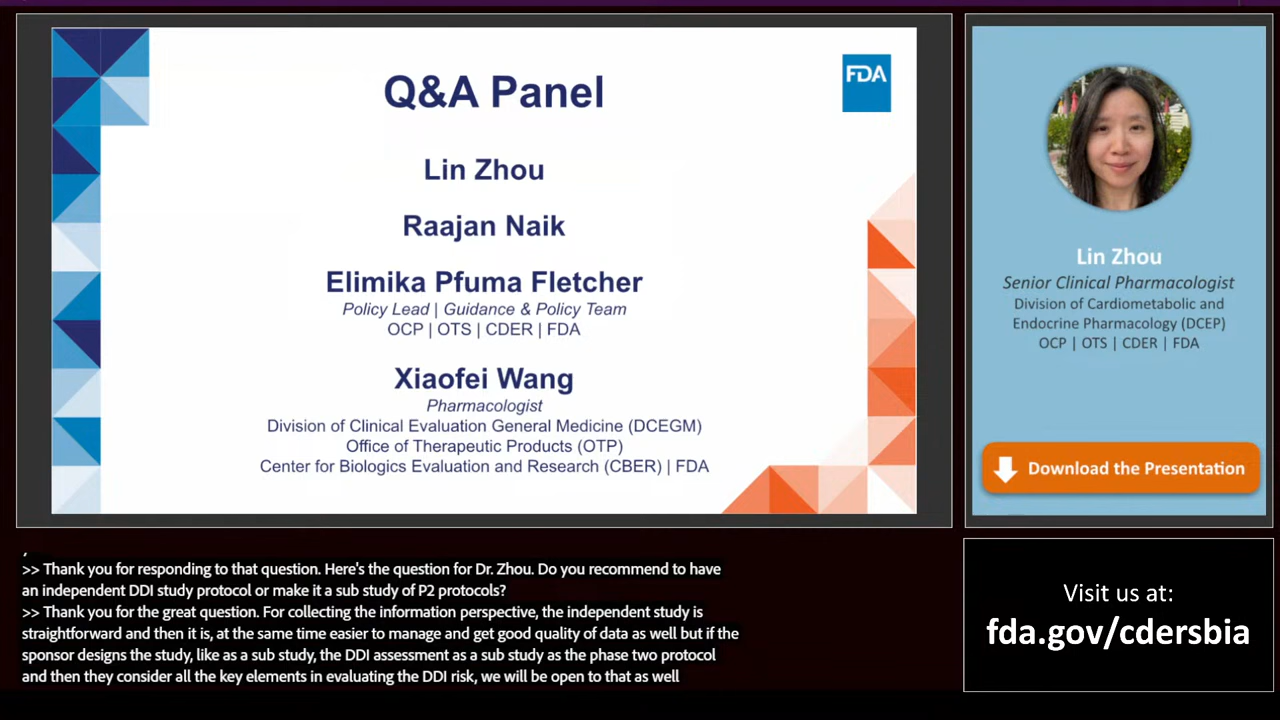 Q&A Panel
FDA
Lin Zhou
Raajan Naik
Elimika Pfuma Fletcher
Policy Lead | Guidance & Policy Team
OCP | OTS | CDER | FDA
Xiaofei Wang
Pharmacologist
Division of Clinical Evaluation General Medicine (DCEGM)
Office of Therapeutic Products (OTP)
Center for Biologics Evaluation and Research (CBER) | FDA
Lin Zhou
Senior Clinical Pharmacologist
Division of Cardiometabolic and
Endocrine Pharmacology (DCEP)
OCP | OTS | CDER | FDA
Download the Presentation
>> Thank you for responding to that question. Here's the question for Dr. Zhou. Do you recommend to have
an independent DDI study protocol or make it a sub study of P2 protocols?
>> Thank you for the great question. For collecting the information perspective, the independent study is
straightforward and then it is, at the same time easier to manage and get good quality of data as well but if the
sponsor designs the study, like as a sub study, the DDI assessment as a sub study as the phase two protocol
and then they consider all the key elements in evaluating the DDI risk, we will be open to that as well
Visit us at:
fda.gov/cdersbia